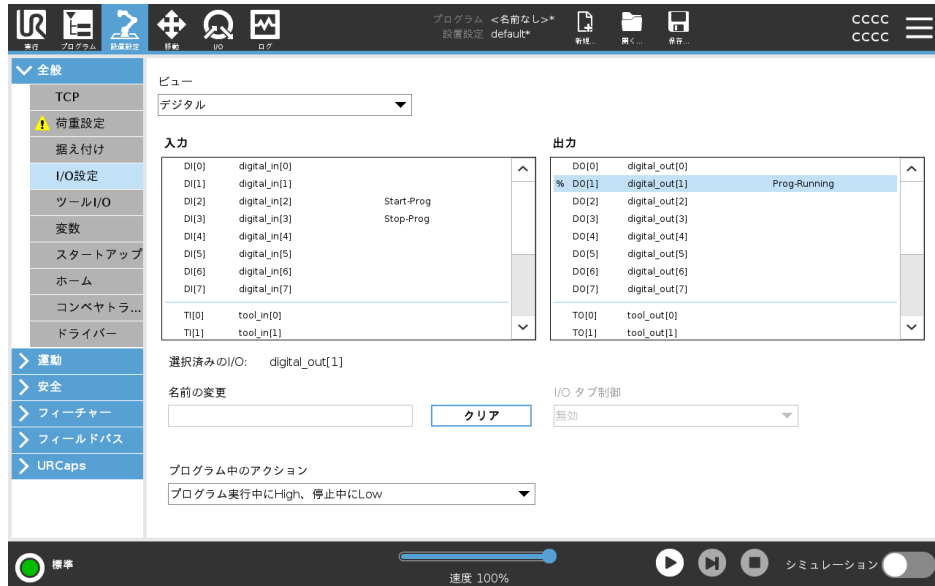 プログラム <名前なし>*
設置設定 default*
cccc
cccc
実行
プログラム
設置設定
移動
I/O
ログ
新規...
開く...
保存...
全般
TCP
荷重設定
据え付け
I/O設定
ツールI/O
変数
スタートアップ
ホーム
コンベヤトラ...
ドライバー
運動
安全
フィーチャー
フィールドバス
URCaps
ビュー
デジタル
入力
DI[0] digital_in[0]
DI[1] digital_in[1]
DI[2] digital_in[2] Start-Prog
DI[3] digital_in[3] Stop-Prog
DI[4] digital_in[4]
DI[5] digital_in[5]
DI[6] digital_in[6]
DI[7] digital_in[7]
TI[0] tool_in[0]
TI[1] tool_in[1]
出力
DO[0] digital_out[0]
% DO[1] digital_out[1] Prog-Running
DO[2] digital_out[2]
DO[3] digital_out[3]
DO[4] digital_out[4]
DO[5] digital_out[5]
DO[6] digital_out[6]
DO[7] digital_out[7]
TO[0] tool_out[0]
TO[1] tool_out[1]
選択済みのI/O: digital_out[1]
名前の変更
クリア
I/O タブ制御
無効
プログラム中のアクション
プログラム実行中にHigh、停止中にLow
標準
速度 100%
シミュレーション